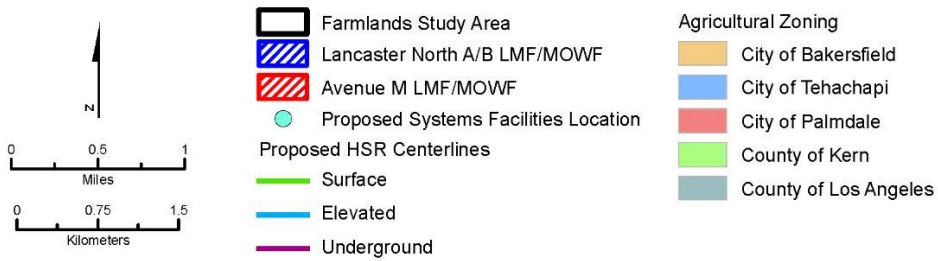 N
0 0.5 1
Miles
0 0.75 1.5
Kilometers
Farmlands Study Area
Lancaster North A/B LMF/MOWF
Avenue M LMF/MOWF
Proposed Systems Facilities Location
Proposed HSR Centerlines
Surface
Elevated
Underground
Agricultural Zoning
City of Bakersfield
City of Tehachapi
City of Palmdale
County of Kern
County of Los Angeles